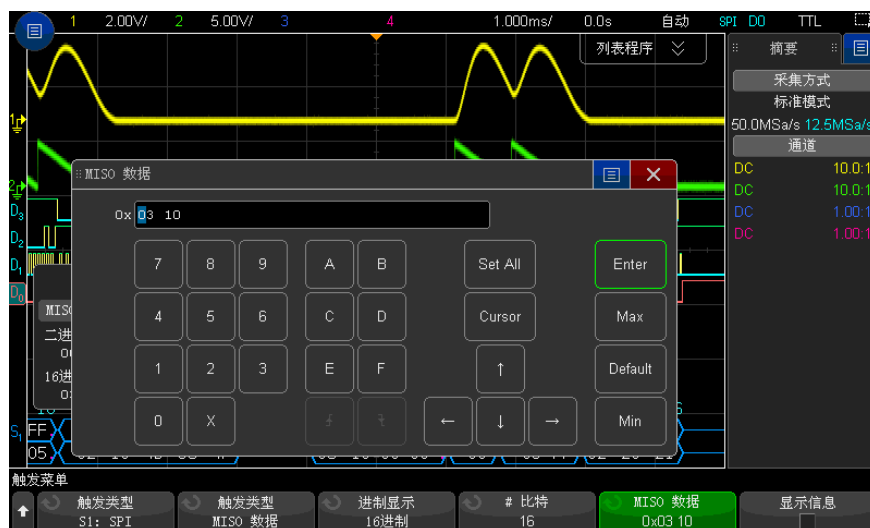 1 2.00V/ 2 5.00V/ 3 4 1.000ms/ 0.0s 自动 SPI D0 TTL
列表程序
摘要
采集方式
标准模式
50.0MSa/s 12.5MSa/s
通道
DC 10.0:1
DC 10.0:1
DC 1.00:1
DC 1.00:1
MISO 数据
0x 03 10
7 8 9 A B Set All Enter
4 5 6 C D Cursor Max
1 2 3 E F ↑ Default
0 X ← ↓ → Min
D3
D2
D1
D0
MISO
二进
16进
S1 FF
05
触发菜单
触发类型 触发类型 进制显示 # 比特 MISO 数据 显示信息
S1: SPI MISO 数据 16进制 16 0x03 10